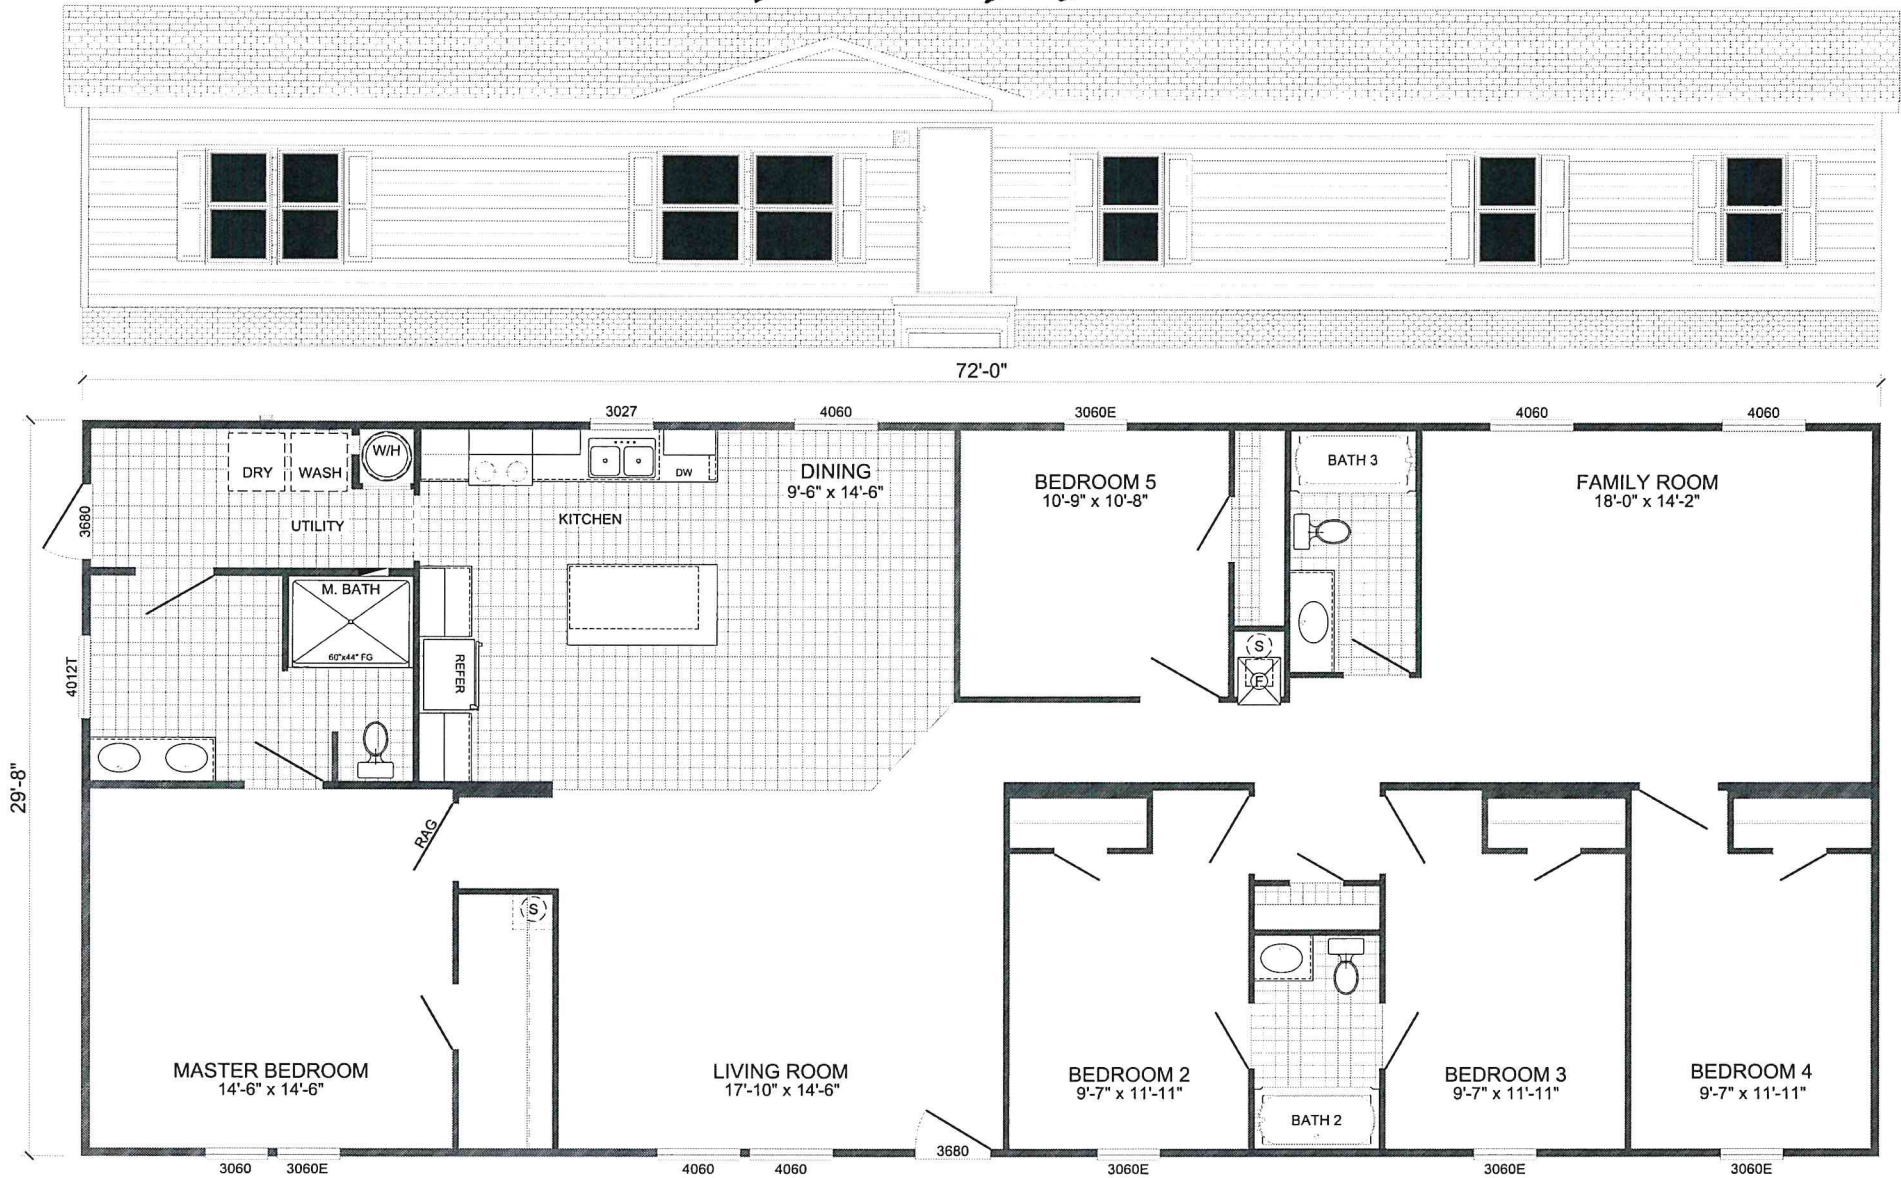 72'-0"
3027
4060
3060E
4060
4060
29'-8"
DRY
WASH
W/H
DW
DINING
9'-6" x 14'-6"
BEDROOM 5
10'-9" x 10'-8"
BATH 3
FAMILY ROOM
18'-0" x 14'-2"
3680
UTILITY
KITCHEN
M. BATH
60"x44" FG
4012T
REFER
S
F
RAG
S
MASTER BEDROOM
14'-6" x 14'-6"
LIVING ROOM
17'-10" x 14'-6"
BEDROOM 2
9'-7" x 11'-11"
BATH 2
BEDROOM 3
9'-7" x 11'-11"
BEDROOM 4
9'-7" x 11'-11"
3060
3060E
4060
4060
3680
3060E
3060E
3060E